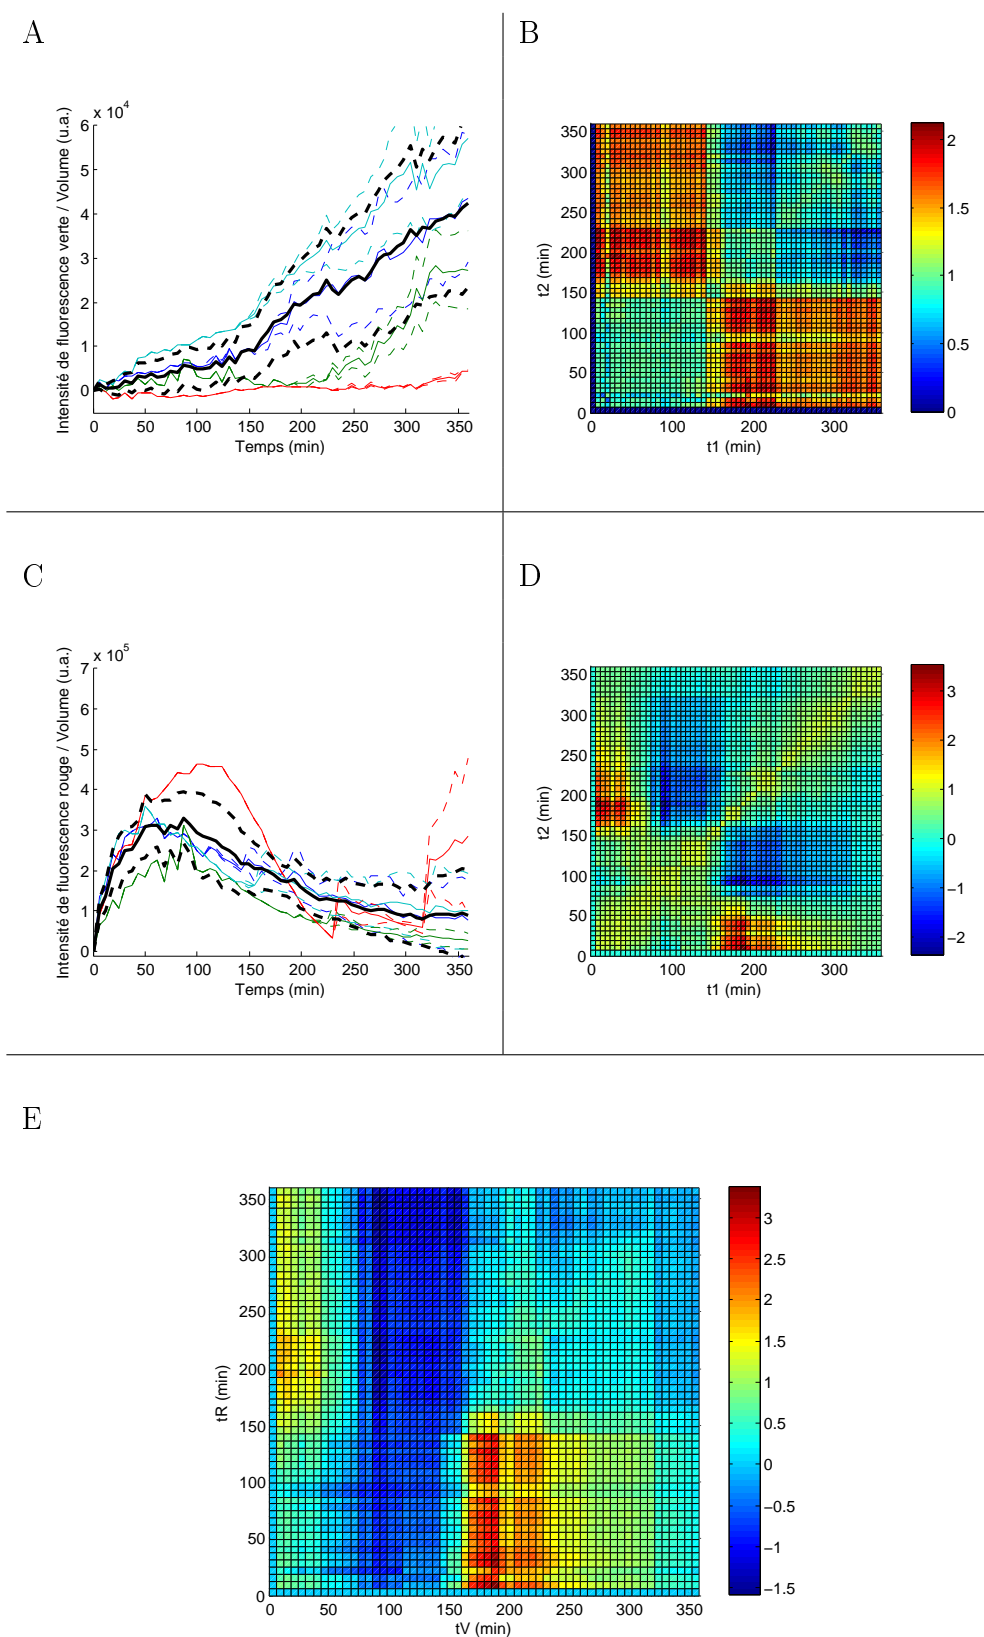 A
x 10^4
Intensité de fluorescence verte / Volume (u.a.)
6
5
4
3
2
1
0
0 50 100 150 200 250 300 350
Temps (min)
B
t2 (min)
350
300
250
200
150
100
50
0
0 100 200 300
t1 (min)
2
1.5
1
0.5
0
C
x 10^5
Intensité de fluorescence rouge / Volume (u.a.)
7
6
5
4
3
2
1
0
0 50 100 150 200 250 300 350
Temps (min)
D
t2 (min)
350
300
250
200
150
100
50
0
0 100 200 300
t1 (min)
3
2
1
0
−1
−2
E
tR (min)
350
300
250
200
150
100
50
0
0 50 100 150 200 250 300 350
tV (min)
3
2.5
2
1.5
1
0.5
0
−0.5
−1
−1.5